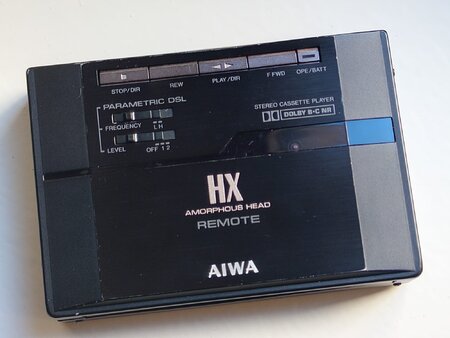 STOP/DIR REW PLAY/DIR F FWD OPE/BATT
PARAMETRIC DSL
STEREO CASSETTE PLAYER
DOLBY B-C NR
FREQUENCY L H
LEVEL OFF 1 2
HX
AMORPHOUS HEAD
REMOTE
AIWA